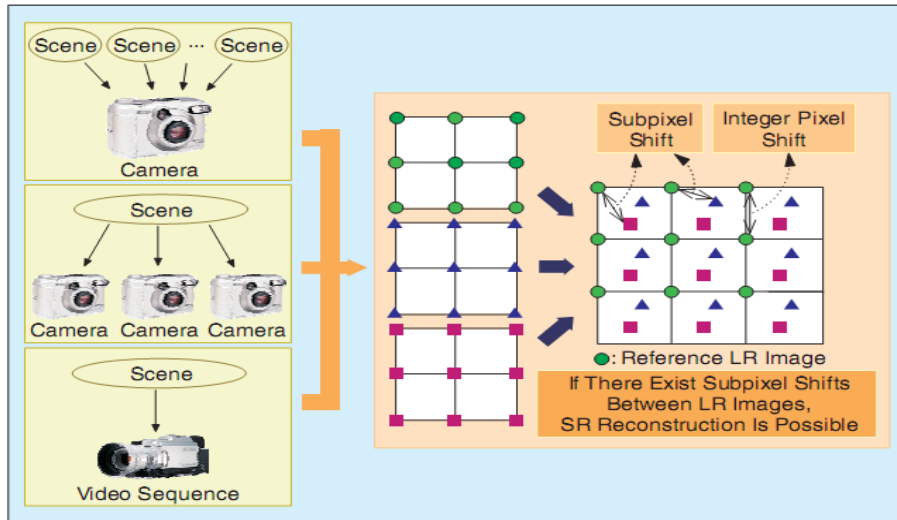 Scene Scene ... Scene
Camera
Scene
Camera Camera Camera
Scene
Video Sequence
Subpixel
Shift
Integer Pixel
Shift
: Reference LR Image
If There Exist Subpixel Shifts
Between LR Images,
SR Reconstruction Is Possible